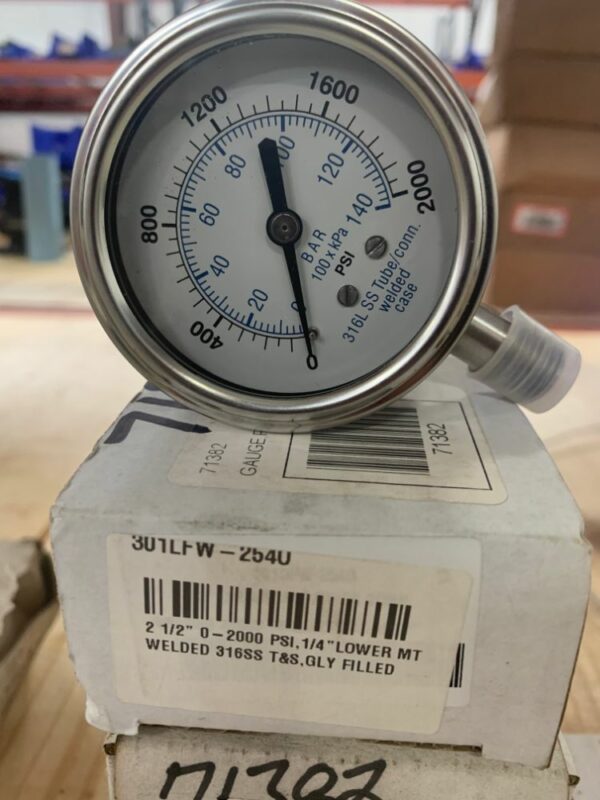 1200
1600
2000
800
400
0
80
100
120
140
60
40
20
BAR
100 x kPa
PSI
316L SS Tube/conn.
welded
case
71382
GAUGE,
71382
301LFW-2540
2 1/2" 0-2000 PSI,1/4"LOWER MT
WELDED 316SS T&S,GLY FILLED
71382